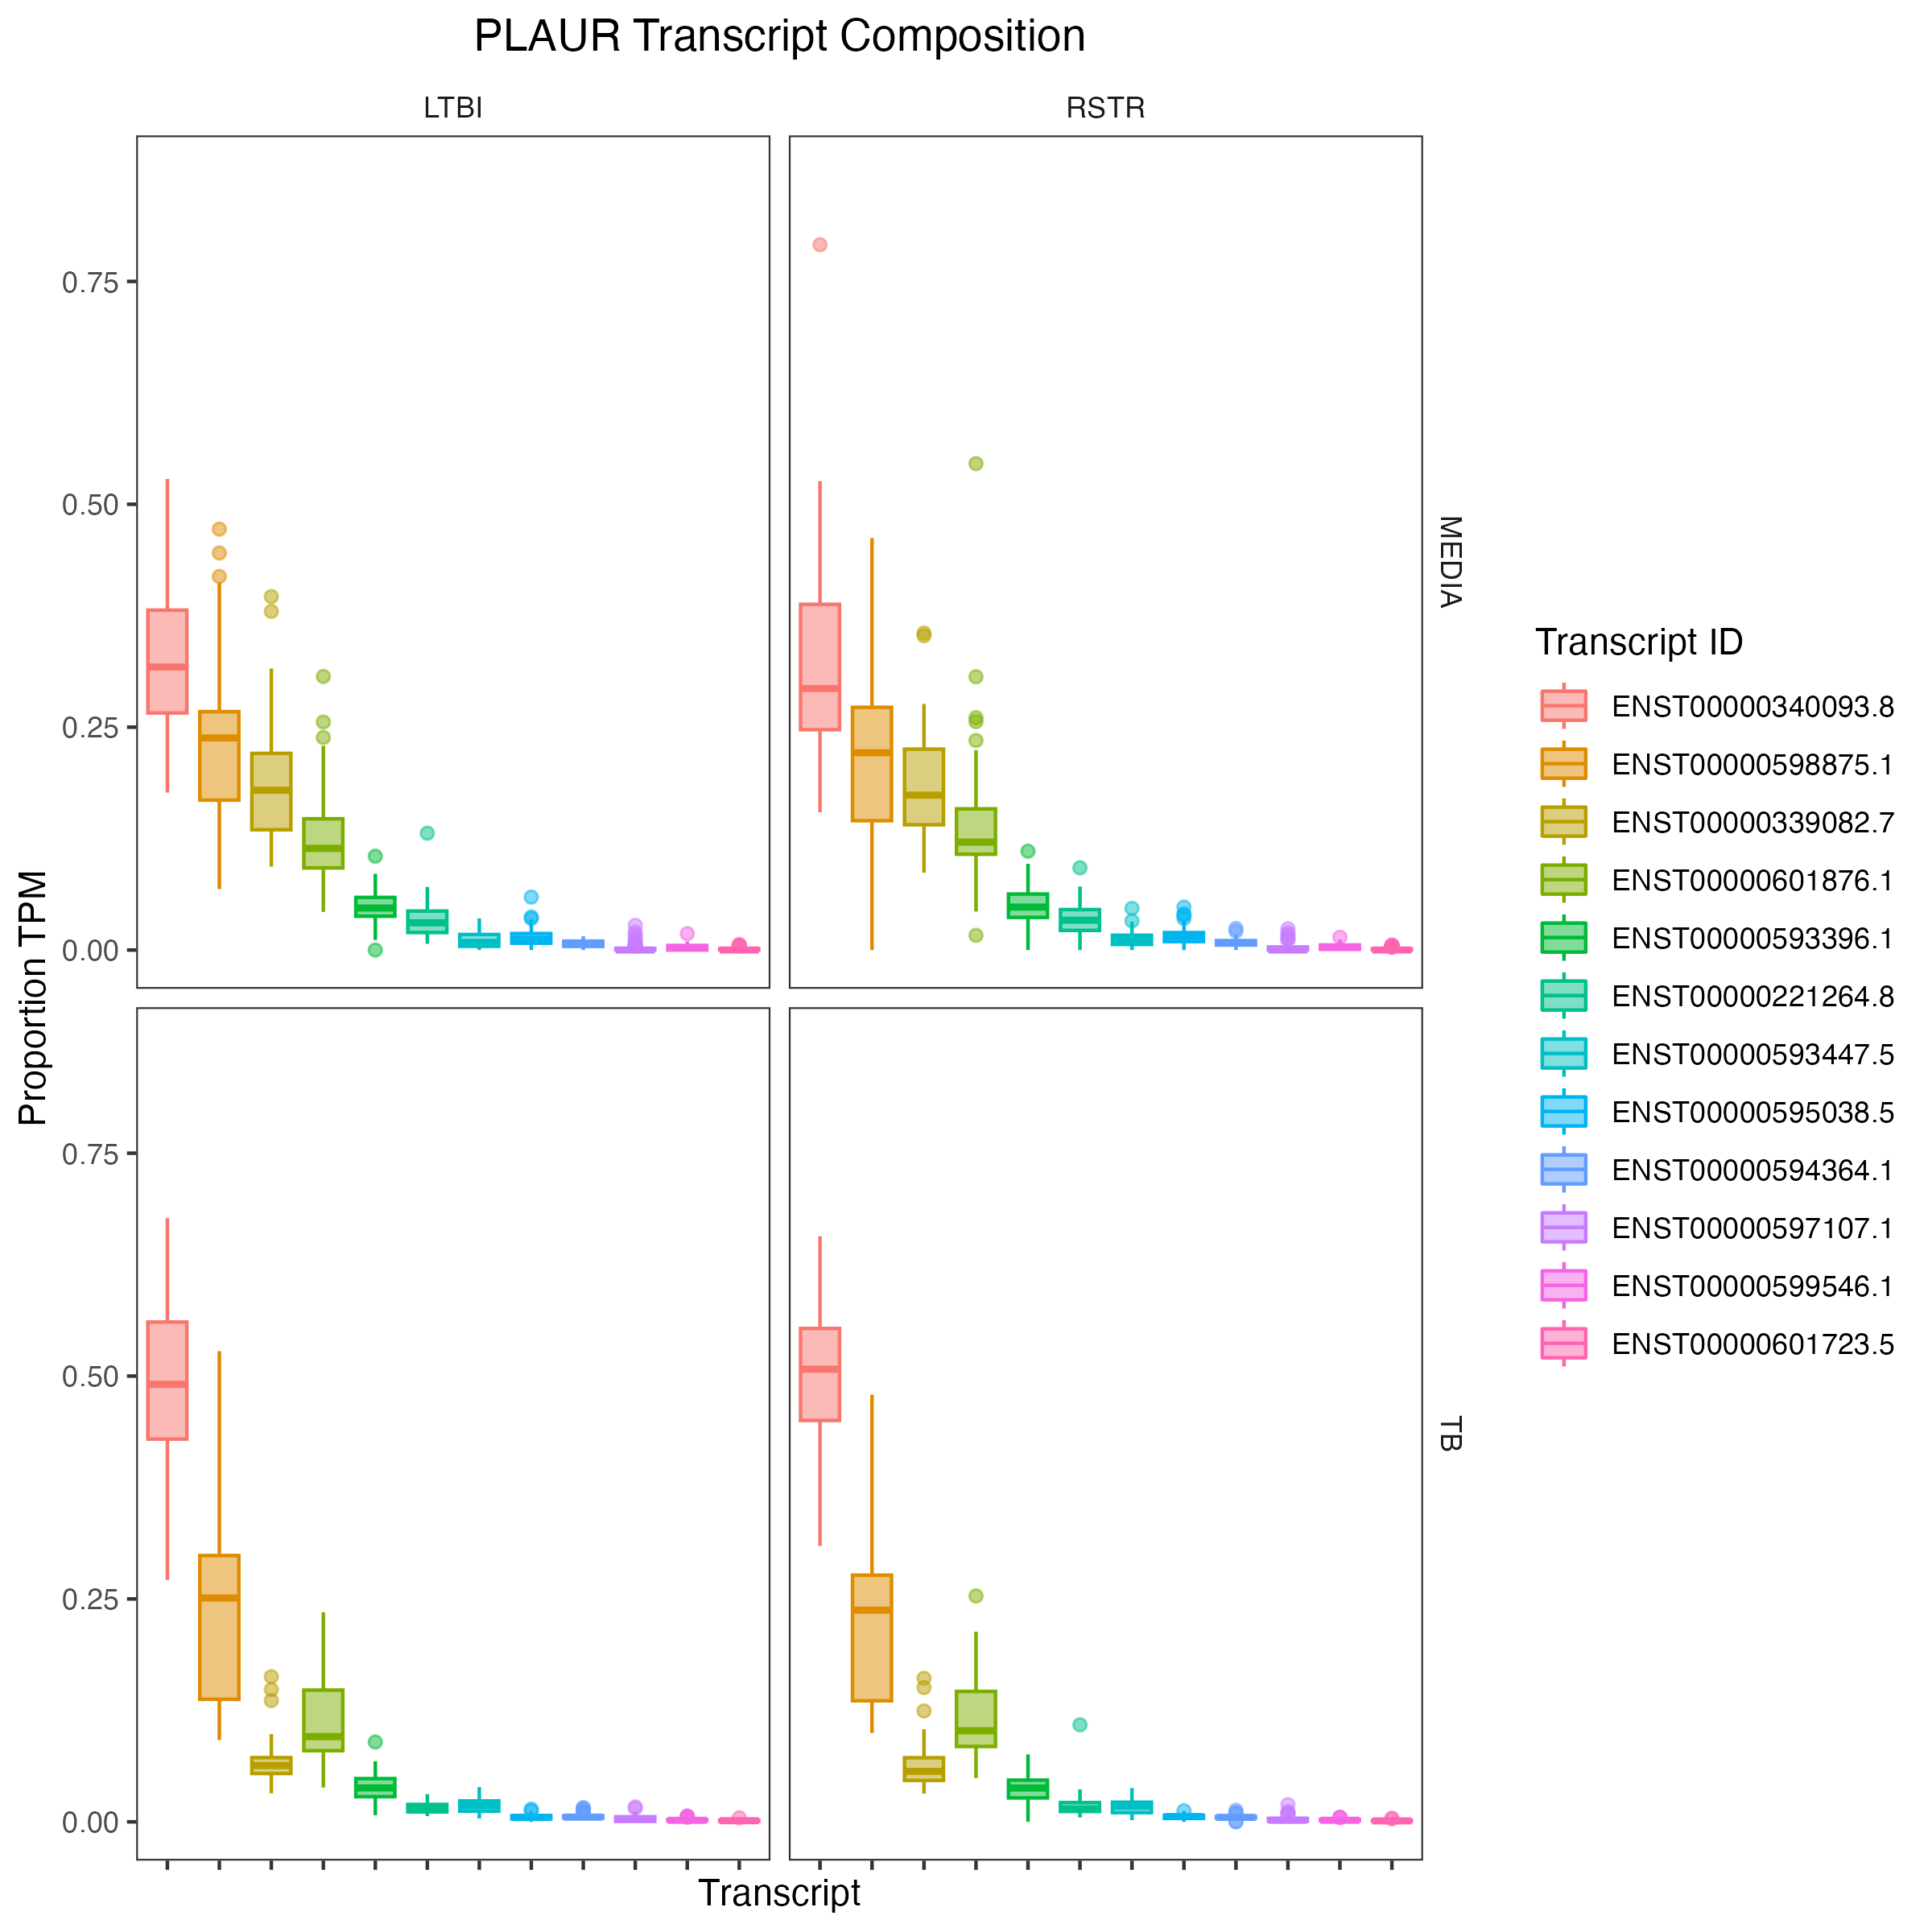 PLAUR Transcript Composition
LTBI
RSTR
0.75
0.50
0.25
0.00
MEDIA
0.75
0.50
0.25
0.00
TB
Proportion TPM
Transcript
Transcript ID
ENST00000340093.8
ENST00000598875.1
ENST00000339082.7
ENST00000601876.1
ENST00000593396.1
ENST00000221264.8
ENST00000593447.5
ENST00000595038.5
ENST00000594364.1
ENST00000597107.1
ENST00000599546.1
ENST00000601723.5